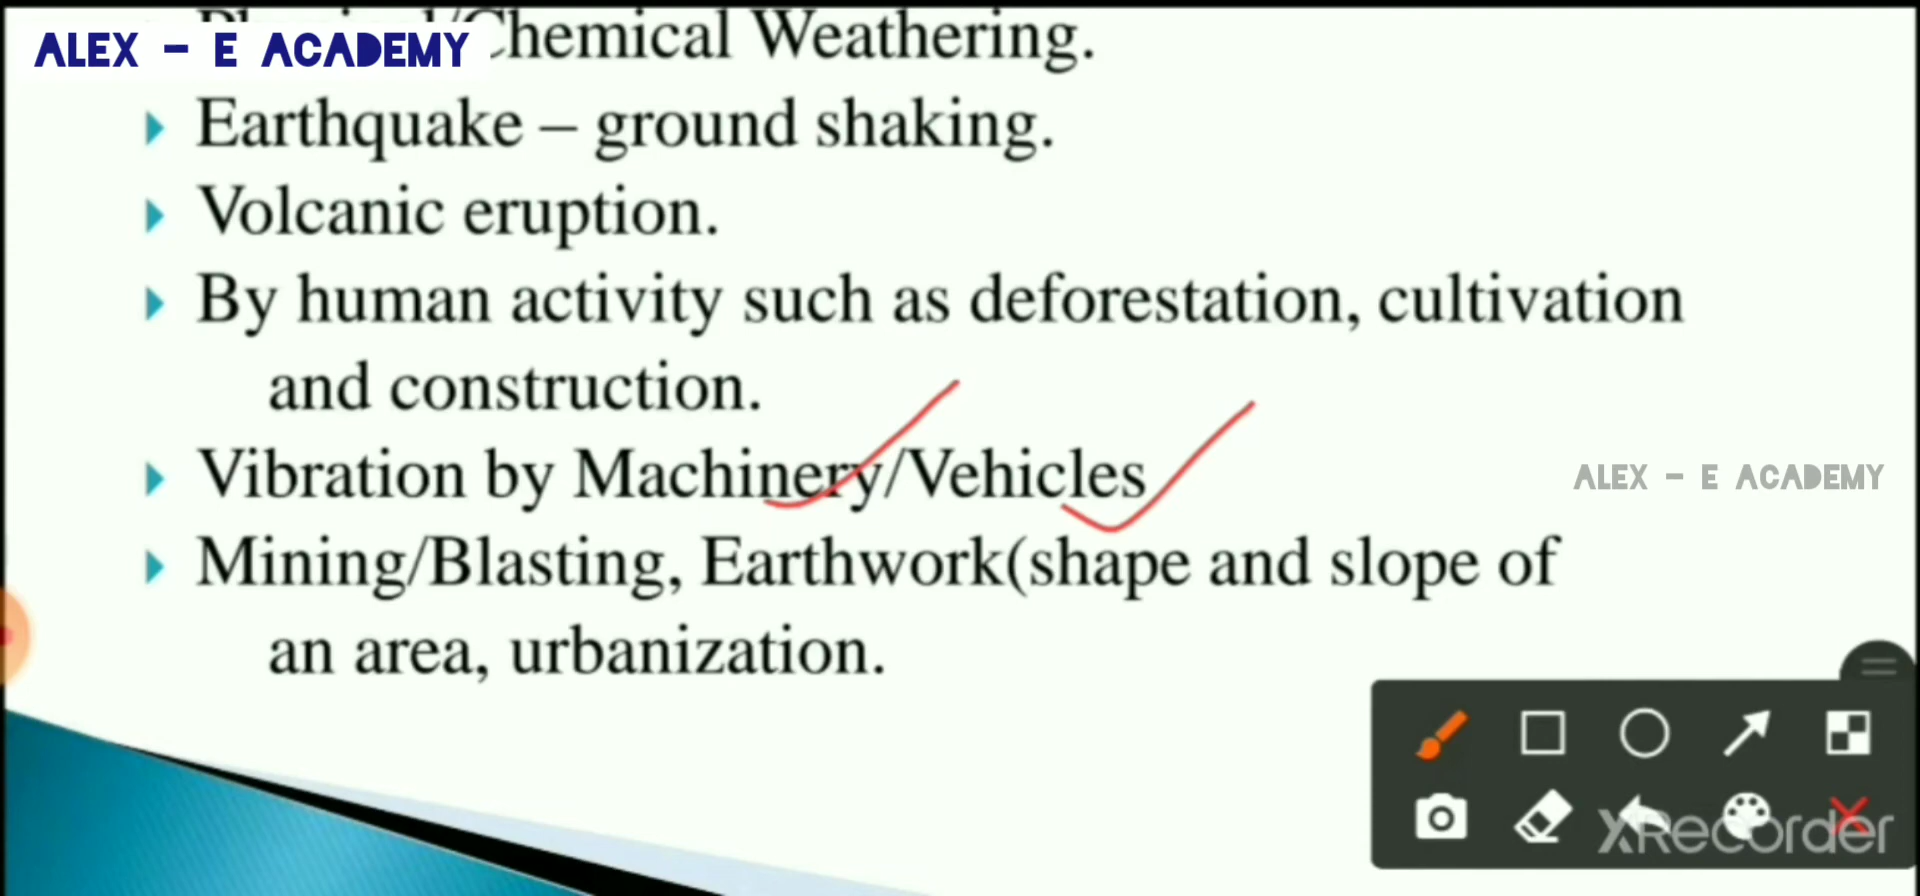 Chemical Weathering.
ALEX – E ACADEMY
Earthquake – ground shaking.
Volcanic eruption.
By human activity such as deforestation, cultivation
and construction.
Vibration by Machinery/Vehicles
ALEX – E ACADEMY
Mining/Blasting, Earthwork(shape and slope of
an area, urbanization.
XRecorder